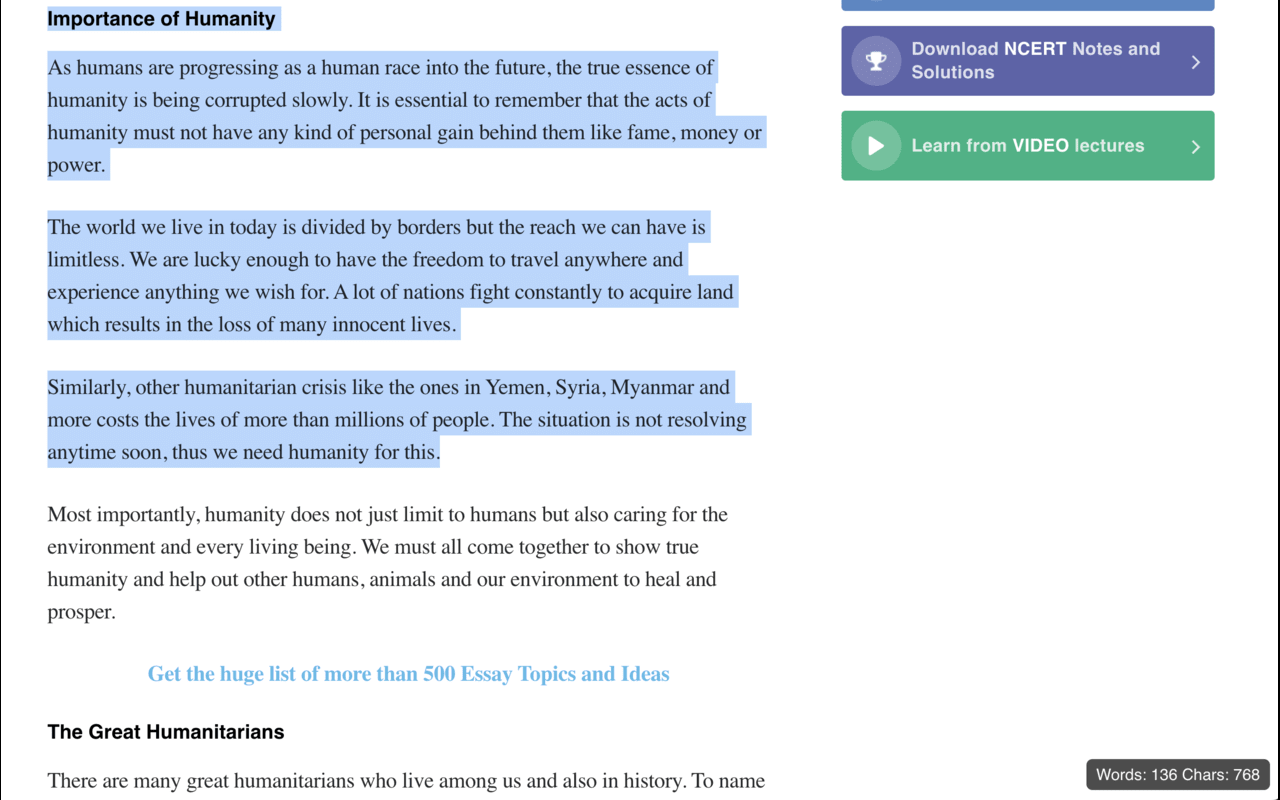 Importance of Humanity
As humans are progressing as a human race into the future, the true essence of
humanity is being corrupted slowly. It is essential to remember that the acts of
humanity must not have any kind of personal gain behind them like fame, money or
power.
The world we live in today is divided by borders but the reach we can have is
limitless. We are lucky enough to have the freedom to travel anywhere and
experience anything we wish for. A lot of nations fight constantly to acquire land
which results in the loss of many innocent lives.
Similarly, other humanitarian crisis like the ones in Yemen, Syria, Myanmar and
more costs the lives of more than millions of people. The situation is not resolving
anytime soon, thus we need humanity for this.
Most importantly, humanity does not just limit to humans but also caring for the
environment and every living being. We must all come together to show true
humanity and help out other humans, animals and our environment to heal and
prosper.
Get the huge list of more than 500 Essay Topics and Ideas
The Great Humanitarians
There are many great humanitarians who live among us and also in history. To name
Download NCERT Notes and
Solutions
Learn from VIDEO lectures
Words: 136 Chars: 768